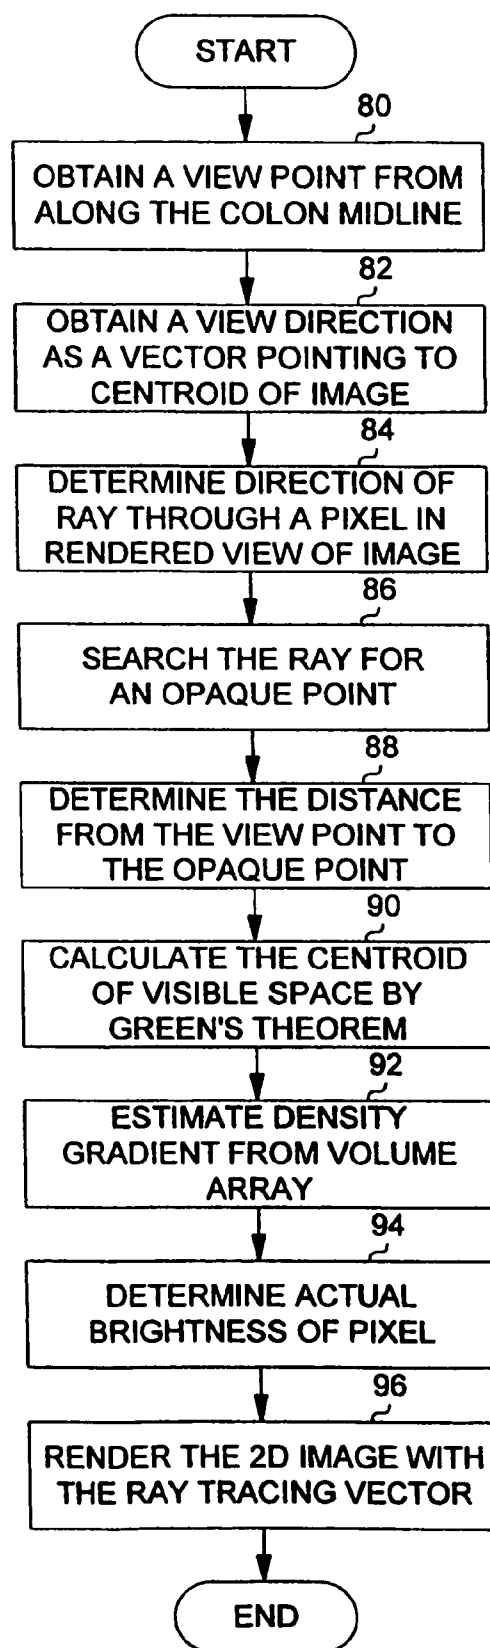 START
80
OBTAIN A VIEW POINT FROM
ALONG THE COLON MIDLINE
82
OBTAIN A VIEW DIRECTION
AS A VECTOR POINTING TO
CENTROID OF IMAGE
84
DETERMINE DIRECTION OF
RAY THROUGH A PIXEL IN
RENDERED VIEW OF IMAGE
86
SEARCH THE RAY FOR
AN OPAQUE POINT
88
DETERMINE THE DISTANCE
FROM THE VIEW POINT TO
THE OPAQUE POINT
90
CALCULATE THE CENTROID
OF VISIBLE SPACE BY
GREEN'S THEOREM
92
ESTIMATE DENSITY
GRADIENT FROM VOLUME
ARRAY
94
DETERMINE ACTUAL
BRIGHTNESS OF PIXEL
96
RENDER THE 2D IMAGE WITH
THE RAY TRACING VECTOR
END